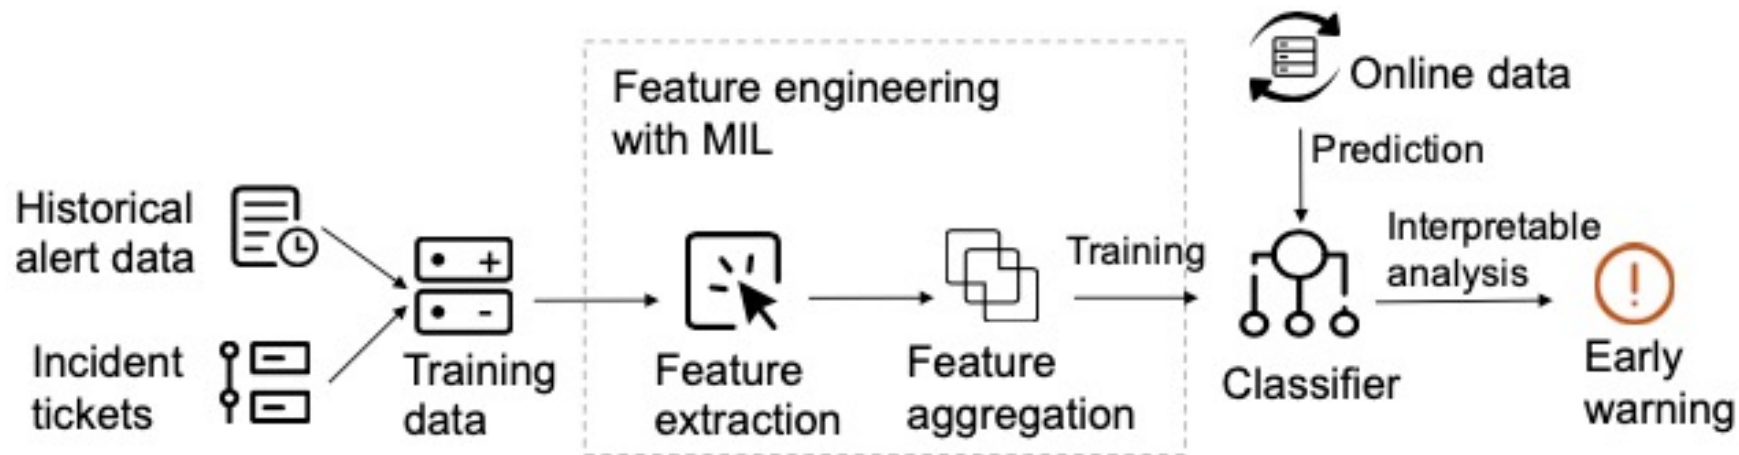 Historical
alert data
Incident
tickets
+
-
Training
data
Feature engineering
with MIL
Feature
extraction
Feature
aggregation
Training
Online data
Prediction
Classifier
Interpretable
analysis
!
Early
warning